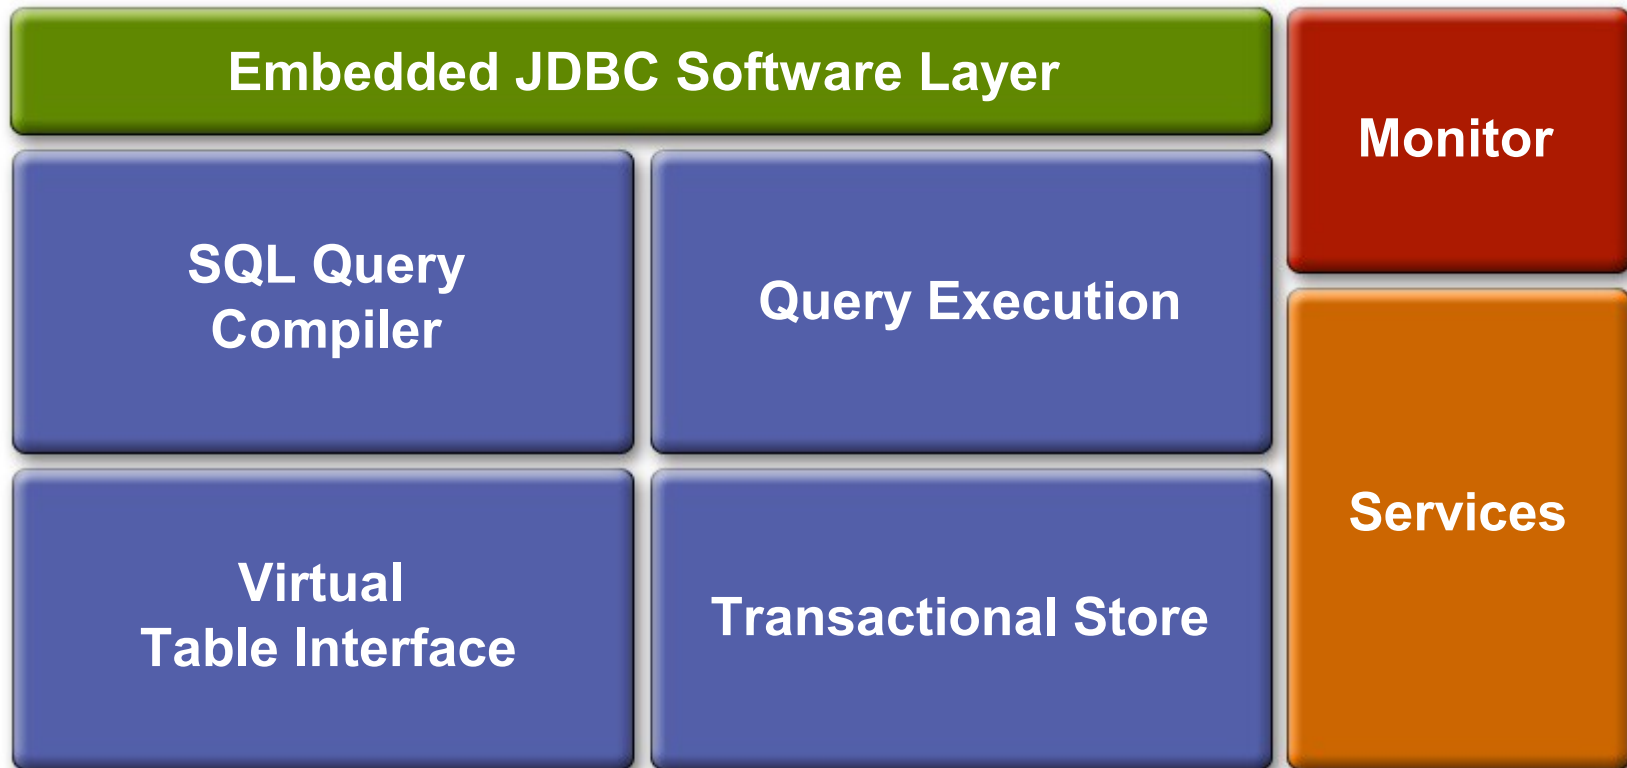 Embedded JDBC Software Layer
Monitor
SQL Query
Compiler
Query Execution
Services
Virtual
Table Interface
Transactional Store